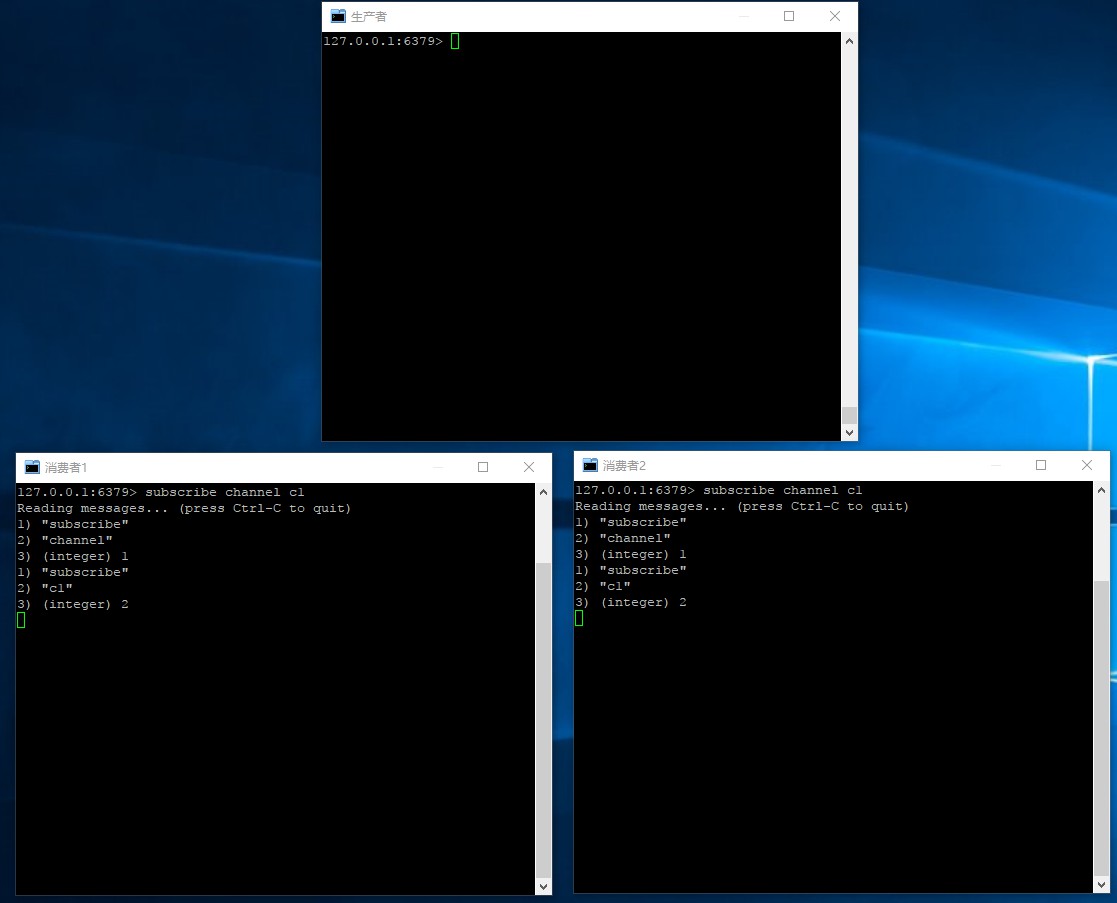 生产者
127.0.0.1:6379>
消费者1
127.0.0.1:6379> subscribe channel c1
Reading messages... (press Ctrl-C to quit)
1) "subscribe"
2) "channel"
3) (integer) 1
1) "subscribe"
2) "c1"
3) (integer) 2
消费者2
127.0.0.1:6379> subscribe channel c1
Reading messages... (press Ctrl-C to quit)
1) "subscribe"
2) "channel"
3) (integer) 1
1) "subscribe"
2) "c1"
3) (integer) 2